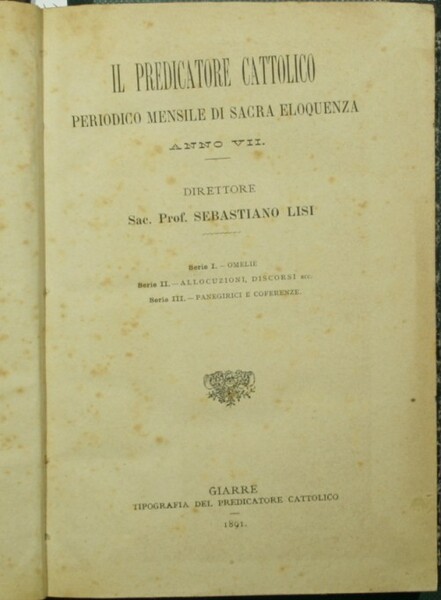 IL PREDICATORE CATTOLICO
PERIODICO MENSILE DI SACRA ELOQUENZA
ANNO VII.
DIRETTORE
Sac. Prof. SEBASTIANO LISI
Serie I. – OMELIE
Serie II. – ALLOCUZIONI, DISCORSI ecc.
Serie III. – PANEGIRICI E COFERENZE.
GIARRE
TIPOGRAFIA DEL PREDICATORE CATTOLICO
1891.